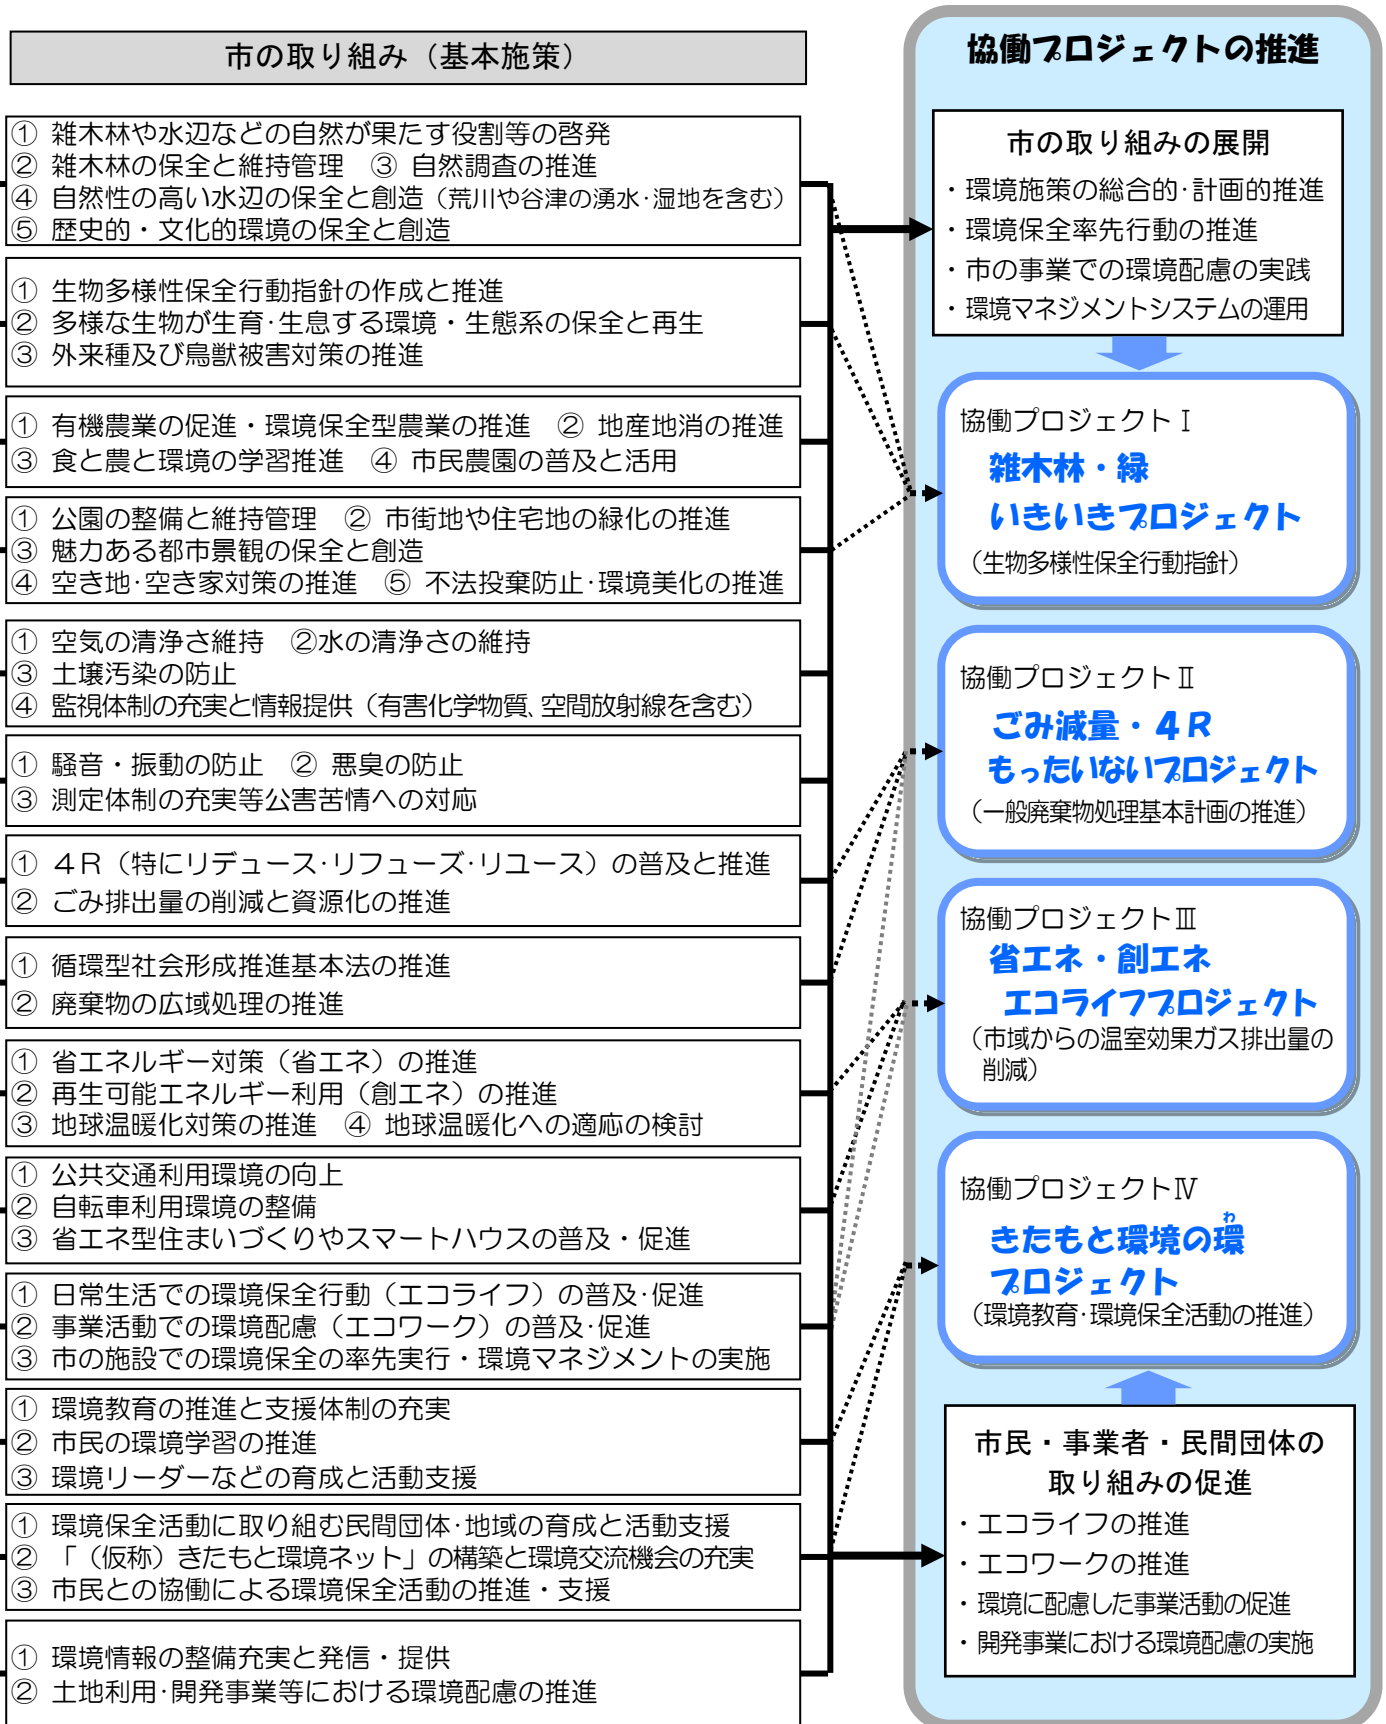 市の取り組み（基本施策）
① 雑木林や水辺などの自然が果たす役割等の啓発
② 雑木林の保全と維持管理　③ 自然調査の推進
④ 自然性の高い水辺の保全と創造（荒川や谷津の湧水･湿地を含む）
⑤ 歴史的・文化的環境の保全と創造
① 生物多様性保全行動指針の作成と推進
② 多様な生物が生育･生息する環境・生態系の保全と再生
③ 外来種及び鳥獣被害対策の推進
① 有機農業の促進・環境保全型農業の推進　② 地産地消の推進
③ 食と農と環境の学習推進　④ 市民農園の普及と活用
① 公園の整備と維持管理　② 市街地や住宅地の緑化の推進
③ 魅力ある都市景観の保全と創造
④ 空き地･空き家対策の推進　⑤ 不法投棄防止･環境美化の推進
① 空気の清浄さ維持　②水の清浄さの維持
③ 土壌汚染の防止
④ 監視体制の充実と情報提供（有害化学物質、空間放射線を含む）
① 騒音・振動の防止　② 悪臭の防止
③ 測定体制の充実等公害苦情への対応
① ４Ｒ（特にリデュース･リフューズ･リユース）の普及と推進
② ごみ排出量の削減と資源化の推進
① 循環型社会形成推進基本法の推進
② 廃棄物の広域処理の推進
① 省エネルギー対策（省エネ）の推進
② 再生可能エネルギー利用（創エネ）の推進
③ 地球温暖化対策の推進　④ 地球温暖化への適応の検討
① 公共交通利用環境の向上
② 自転車利用環境の整備
③ 省エネ型住まいづくりやスマートハウスの普及・促進
① 日常生活での環境保全行動（エコライフ）の普及･促進
② 事業活動での環境配慮（エコワーク）の普及･促進
③ 市の施設での環境保全の率先実行・環境マネジメントの実施
① 環境教育の推進と支援体制の充実
② 市民の環境学習の推進
③ 環境リーダーなどの育成と活動支援
① 環境保全活動に取り組む民間団体･地域の育成と活動支援
② 「（仮称）きたもと環境ネット」の構築と環境交流機会の充実
③ 市民との協働による環境保全活動の推進・支援
① 環境情報の整備充実と発信・提供
② 土地利用･開発事業等における環境配慮の推進
協働プロジェクトの推進
市の取り組みの展開
・環境施策の総合的･計画的推進
・環境保全率先行動の推進
・市の事業での環境配慮の実践
・環境マネジメントシステムの運用
協働プロジェクトⅠ
雑木林・緑
いきいきプロジェクト
（生物多様性保全行動指針）
協働プロジェクトⅡ
ごみ減量・４Ｒ
もったいないプロジェクト
（一般廃棄物処理基本計画の推進）
協働プロジェクトⅢ
省エネ・創エネ
エコライフプロジェクト
（市域からの温室効果ガス排出量の
削減）
協働プロジェクトⅣ
わ
きたもと環境の環
プロジェクト
（環境教育･環境保全活動の推進）
市民・事業者・民間団体の
取り組みの促進
・エコライフの推進
・エコワークの推進
・環境に配慮した事業活動の促進
・開発事業における環境配慮の実施